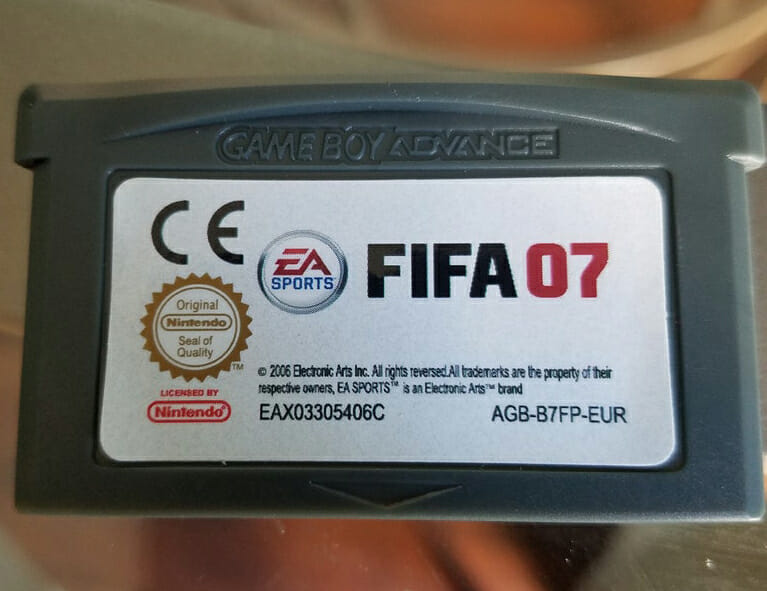 GAME BOY ADVANCE
CE
EA
SPORTS
FIFA 07
Original
Nintendo
Seal of
Quality
TM
© 2006 Electronic Arts Inc. All rights reversed.All trademarks are the property of their
respective owners, EA SPORTS™ is an Electronic Arts™ brand
LICENSED BY
Nintendo®
EAX03305406C
AGB-B7FP-EUR